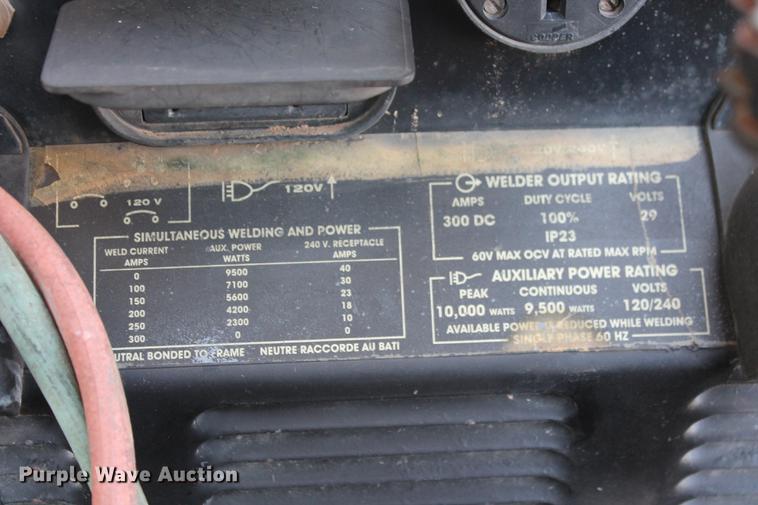 COOPER
120 V
120V
SIMULTANEOUS WELDING AND POWER
WELD CURRENT AUX. POWER 240 V. RECEPTACLE
AMPS WATTS AMPS
0 9500 40
100 7100 30
150 5600 23
200 4200 18
250 2300 10
300 0 0
UTRAL BONDED TO FRAME NEUTRE RACCORDE AU BATI
WELDER OUTPUT RATING
AMPS DUTY CYCLE VOLTS
300 DC 100% 29
IP23
60V MAX OCV AT RATED MAX RPM
AUXILIARY POWER RATING
PEAK CONTINUOUS VOLTS
10,000 WATTS 9,500 WATTS 120/240
AVAILABLE POWER IS REDUCED WHILE WELDING
SINGLY PHASE 60 HZ
Purple Wave Auction